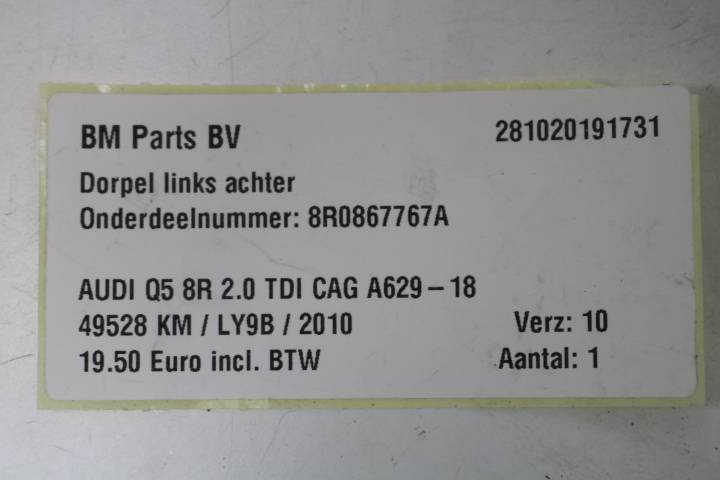 BM Parts BV 281020191731
Dorpel links achter
Onderdeelnummer: 8R0867767A
AUDI Q5 8R 2.0 TDI CAG A629-18
49528 KM / LY9B / 2010 Verz: 10
19.50 Euro incl. BTW Aantal: 1